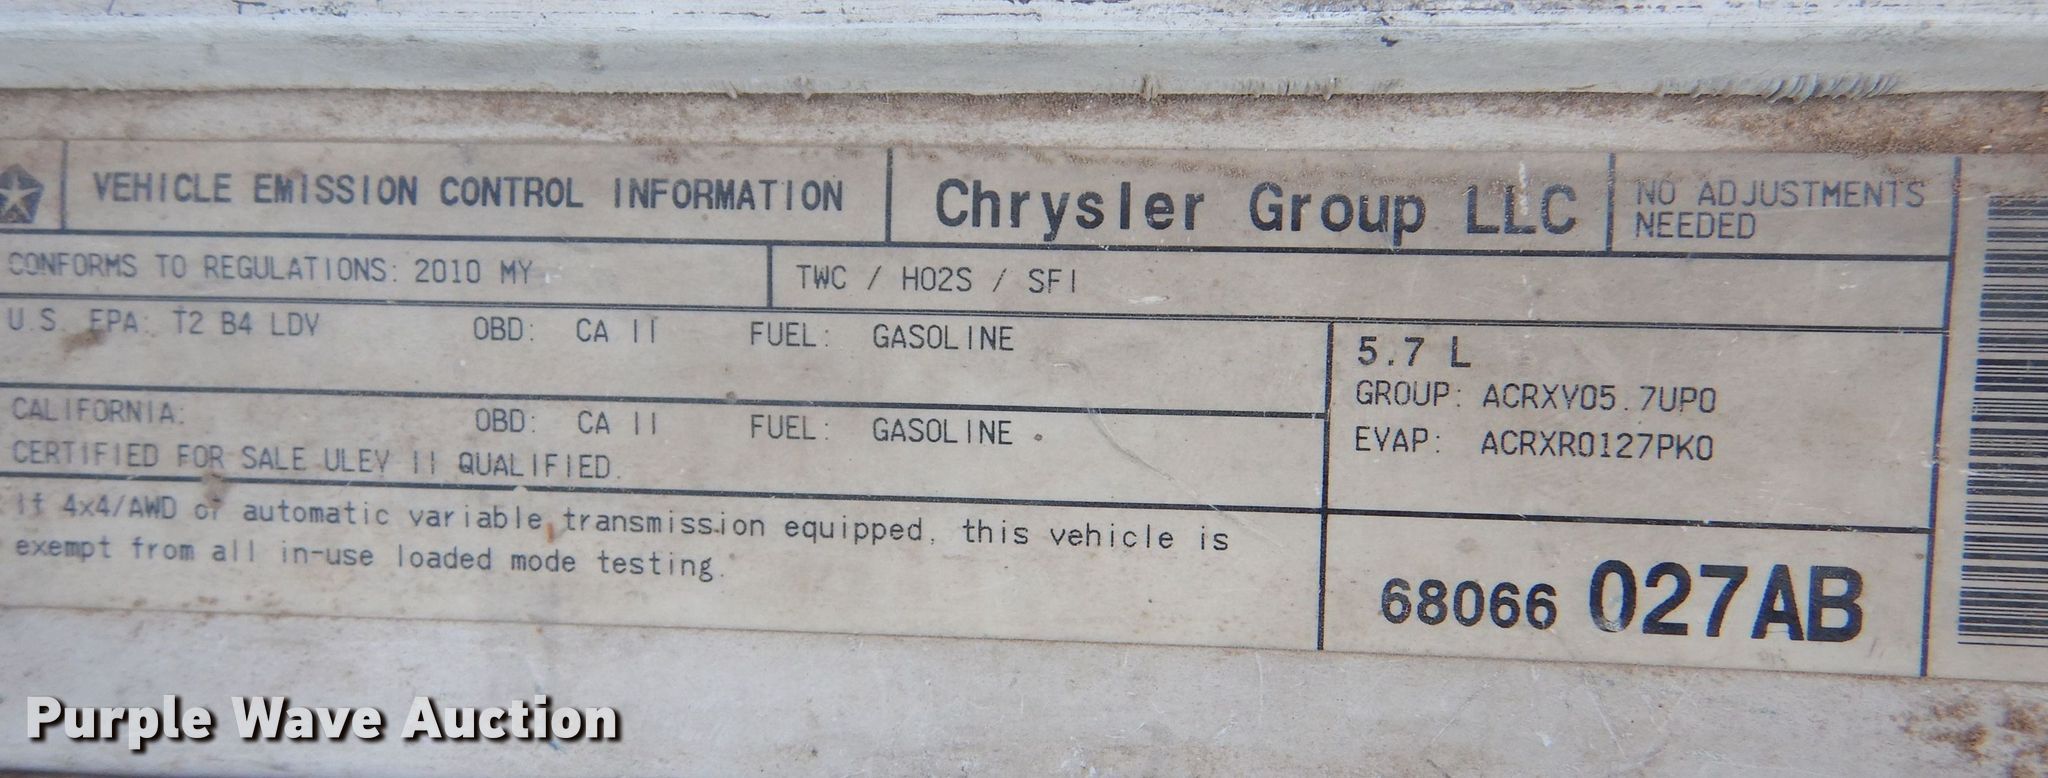 VEHICLE EMISSION CONTROL INFORMATION
Chrysler Group LLC
NO ADJUSTMENTS
NEEDED
CONFORMS TO REGULATIONS: 2010 MY
TWC / HO2S / SFI
U.S. EPA: T2 B4 LDV OBD: CA II FUEL: GASOLINE
CALIFORNIA: OBD: CA II FUEL: GASOLINE
CERTIFIED FOR SALE ULEV II QUALIFIED.
5.7 L
GROUP: ACRXV05.7UP0
EVAP: ACRXR0127PK0
If 4x4/AWD or automatic variable transmission equipped, this vehicle is
exempt from all in-use loaded mode testing.
68066 027AB
Purple Wave Auction